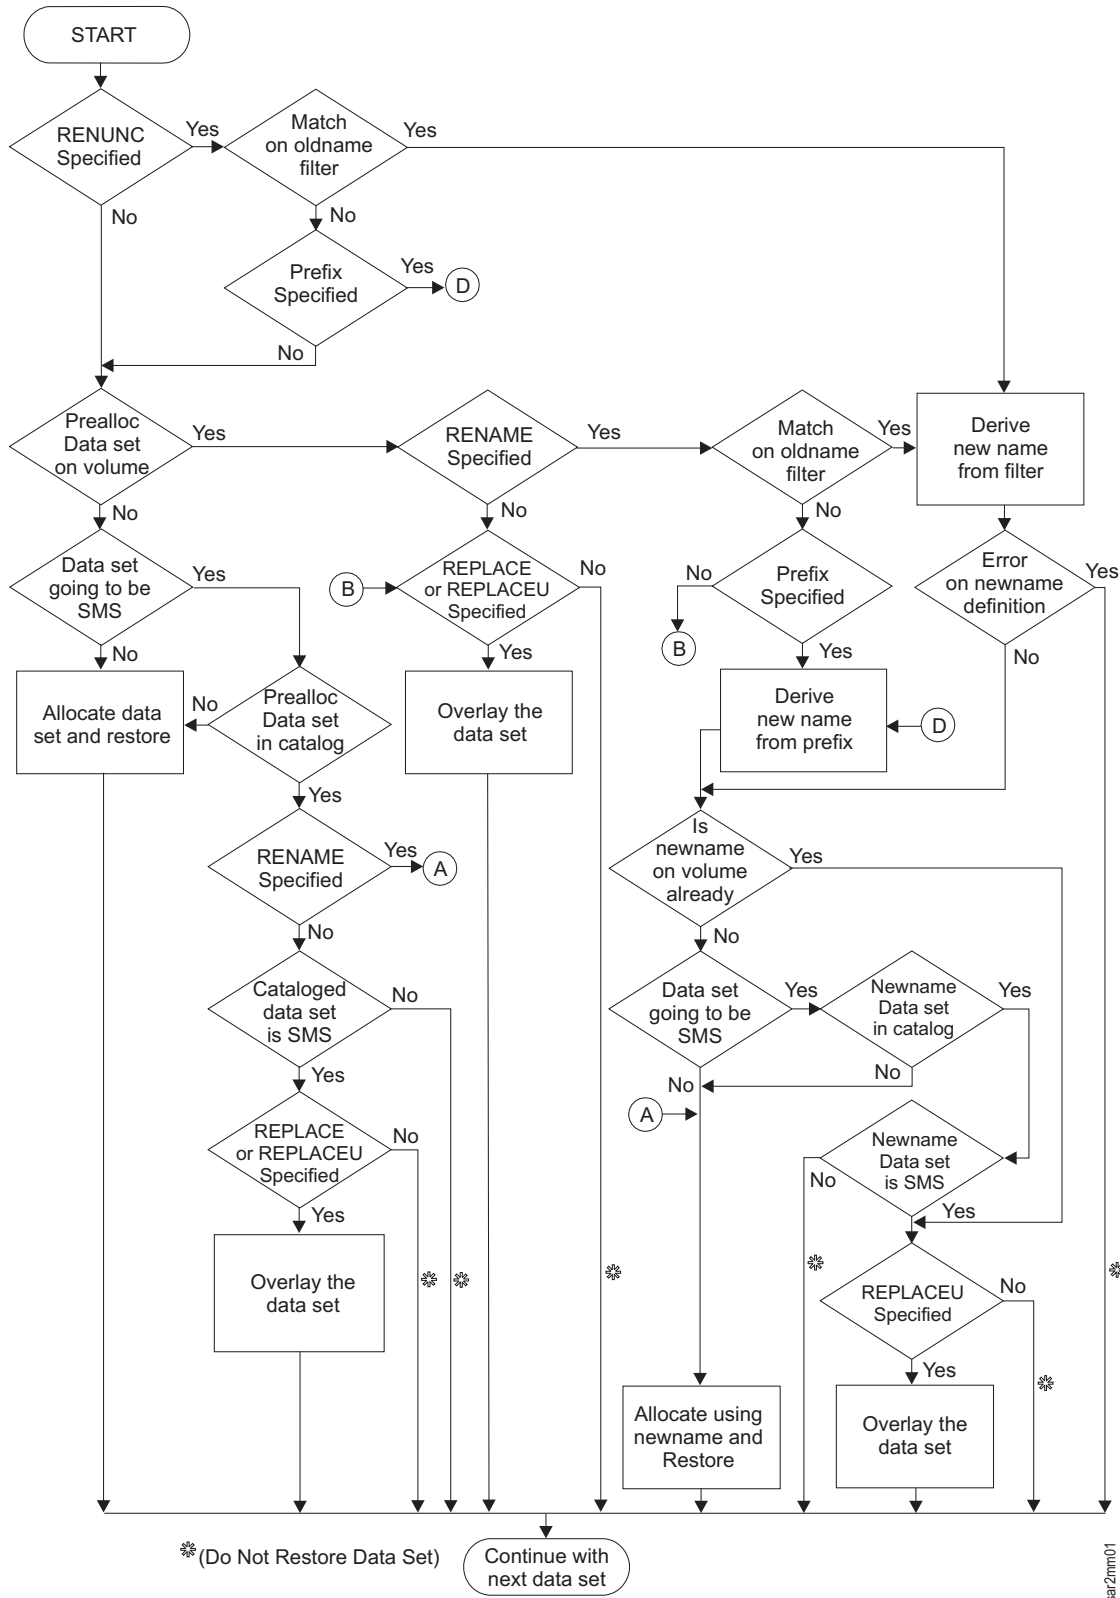 START
RENUNC
Specified
Yes
No
Match
on oldname
filter
Yes
No
Prefix
Specified
Yes
D
No
Prealloc
Data set
on volume
Yes
No
RENAME
Specified
Yes
No
Match
on oldname
filter
Yes
No
Derive
new name
from filter
Data set
going to be
SMS
Yes
No
B
REPLACE
or REPLACEU
Specified
No
Yes
No
Prefix
Specified
B
Yes
Error
on newname
definition
Yes
No
Allocate data
set and restore
No
Prealloc
Data set
in catalog
Yes
Overlay the
data set
Derive
new name
from prefix
D
RENAME
Specified
Yes
A
No
Is
newname
on volume
already
Yes
No
Cataloged
data set
is SMS
No
Yes
Data set
going to be
SMS
Yes
No
Newname
Data set
in catalog
Yes
No
A
REPLACE
or REPLACEU
Specified
No
Yes
Newname
Data set
is SMS
No
Yes
Overlay the
data set
REPLACEU
Specified
No
Yes
Allocate using
newname and
Restore
Overlay the
data set
(Do Not Restore Data Set)
Continue with
next data set